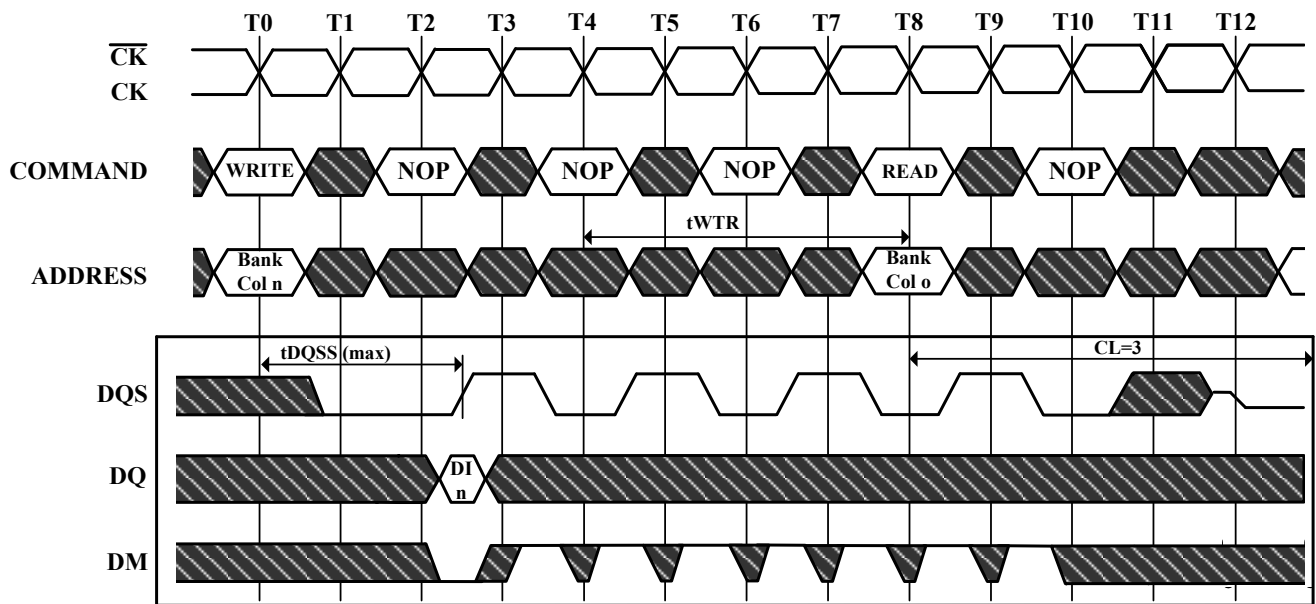 T0 T1 T2 T3 T4 T5 T6 T7 T8 T9 T10 T11 T12
CK
CK
COMMAND WRITE NOP NOP NOP READ NOP
tWTR
ADDRESS Bank Col n Bank Col o
tDQSS (max) CL=3
DQS
DQ DI n
DM